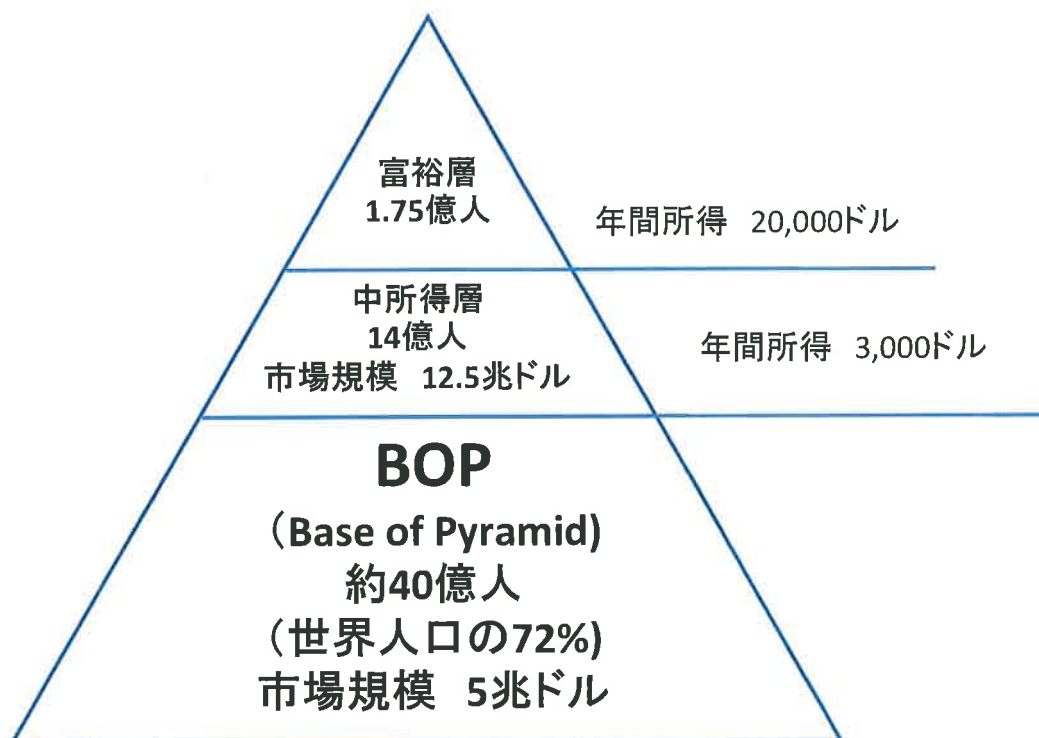 富裕層
1.75億人
年間所得 20,000ドル
中所得層
14億人
市場規模 12.5兆ドル
年間所得 3,000ドル
BOP
（Base of Pyramid)
約40億人
（世界人口の72%)
市場規模 5兆ドル